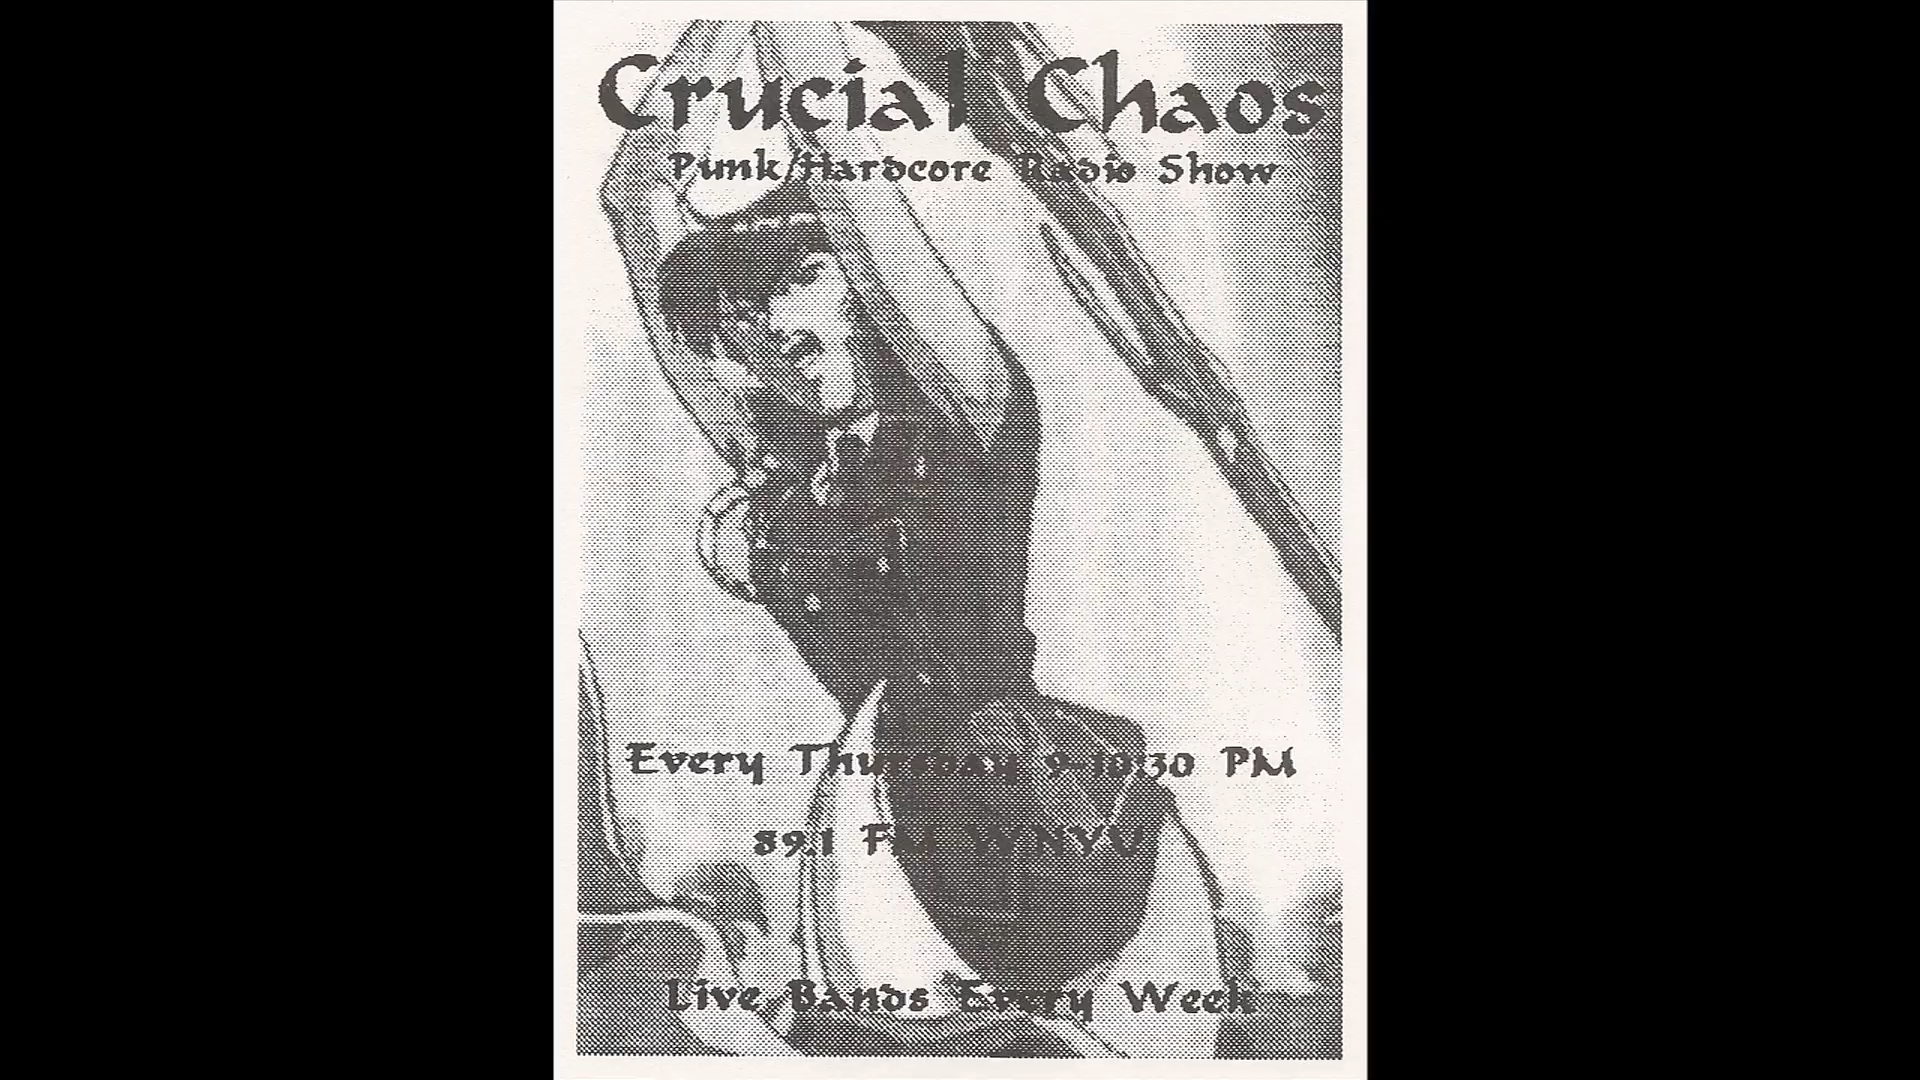 Crucial Chaos
Punk/Hardcore Radio Show
Every Thursday 9-10:30 PM
89.1 FM WNYU
Live Bands Every Week